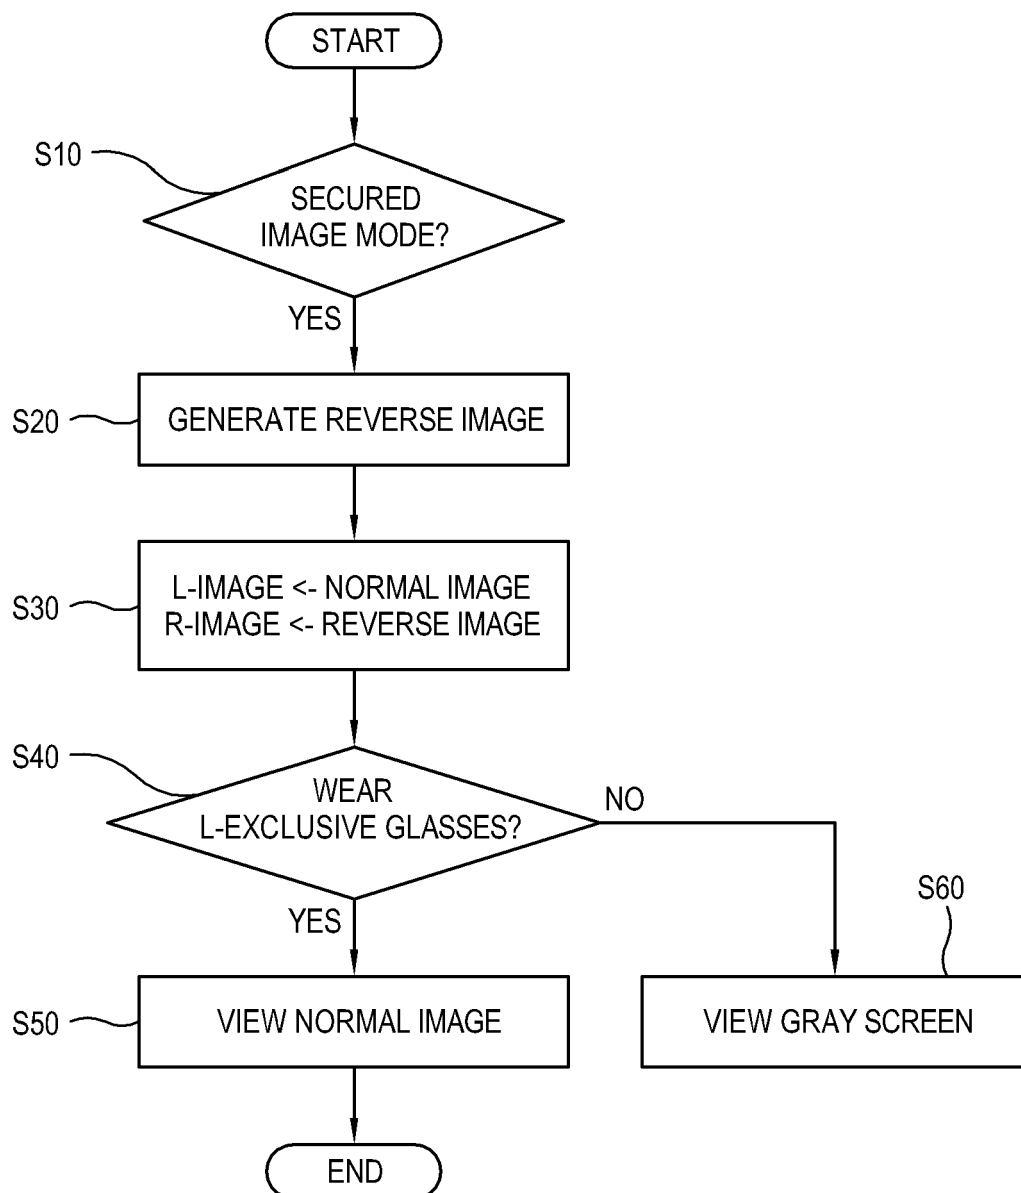 START
S10
SECURED
IMAGE MODE?
YES
S20
GENERATE REVERSE IMAGE
S30
L-IMAGE <- NORMAL IMAGE
R-IMAGE <- REVERSE IMAGE
S40
WEAR
L-EXCLUSIVE GLASSES?
NO
YES
S60
S50
VIEW NORMAL IMAGE
VIEW GRAY SCREEN
END